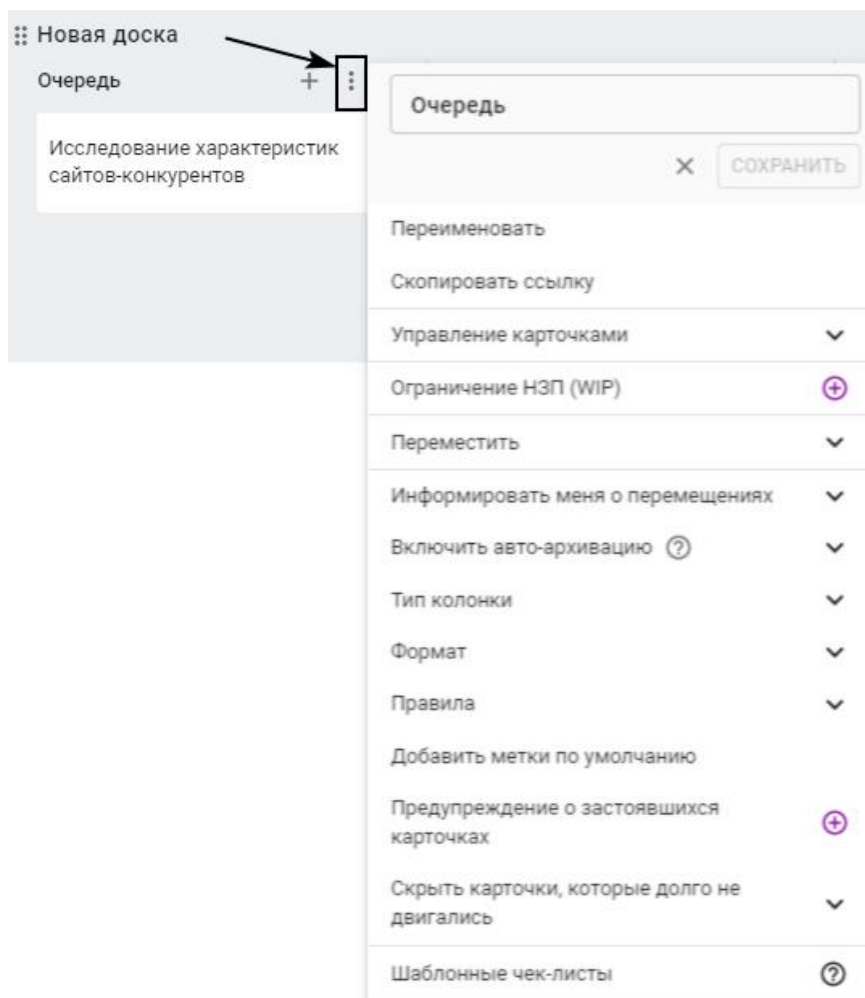 Новая доска
Очередь
Исследование характеристик
сайтов-конкурентов
Очередь
СОХРАНИТЬ
Переименовать
Скопировать ссылку
Управление карточками
Ограничение НЗП (WIP)
Переместить
Информировать меня о перемещениях
Включить авто-архивацию
Тип колонки
Формат
Правила
Добавить метки по умолчанию
Предупреждение о застоявшихся
карточках
Скрыть карточки, которые долго не
двигались
Шаблонные чек-листы